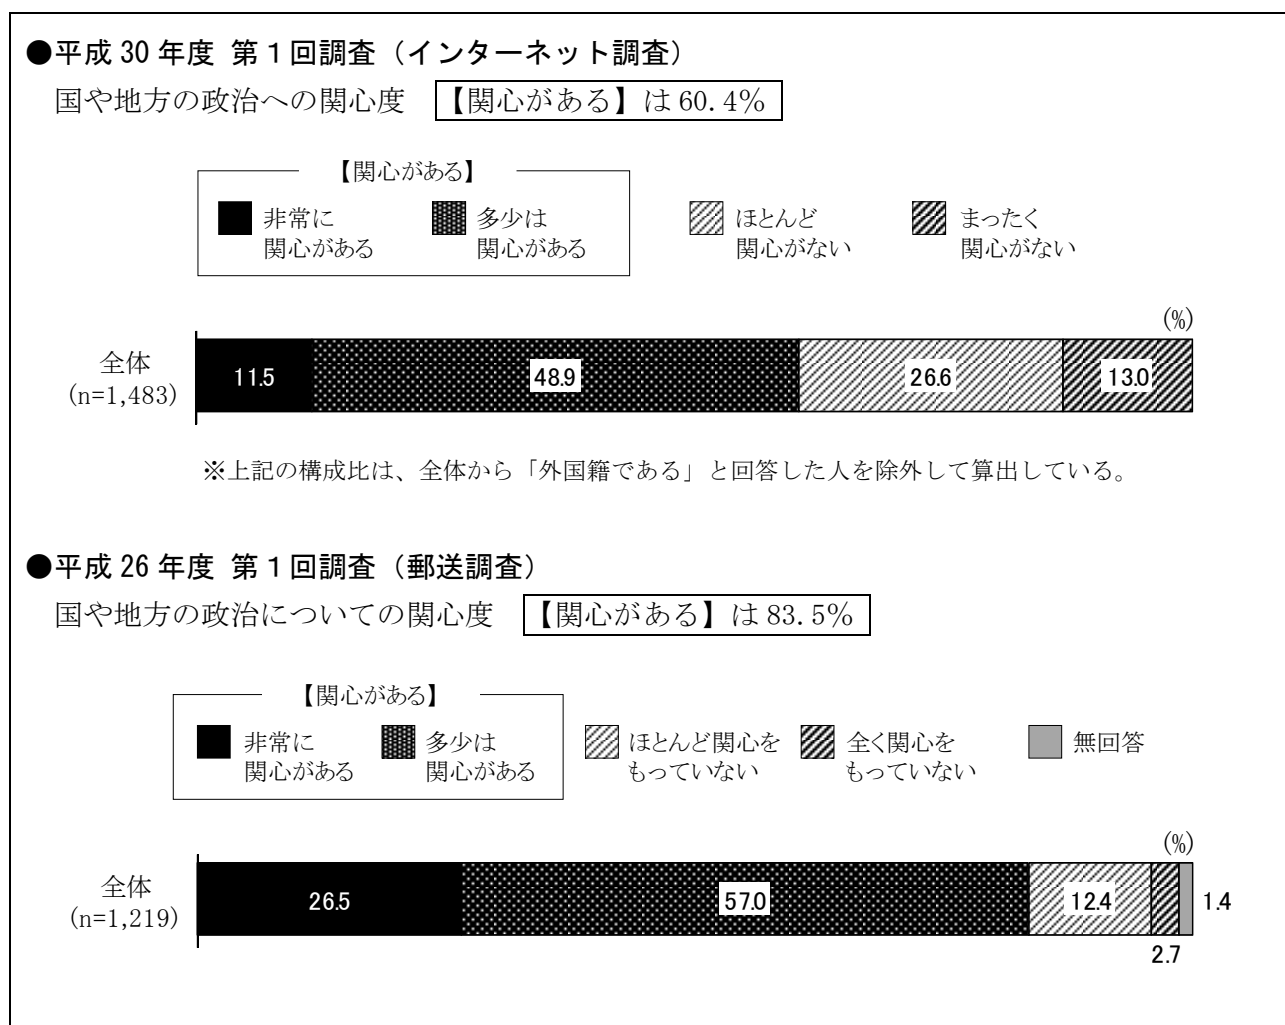 ●平成 30 年度 第１回調査（インターネット調査）
国や地方の政治への関心度 【関心がある】は 60.4%
【関心がある】
非常に
関心がある
多少は
関心がある
ほとんど
関心がない
まったく
関心がない
(%)
全体
(n=1,483)
11.5
48.9
26.6
13.0
※上記の構成比は、全体から「外国籍である」と回答した人を除外して算出している。
●平成 26 年度 第１回調査（郵送調査）
国や地方の政治についての関心度 【関心がある】は 83.5%
【関心がある】
非常に
関心がある
多少は
関心がある
ほとんど関心を
もっていない
全く関心を
もっていない
無回答
(%)
全体
(n=1,219)
26.5
57.0
12.4
2.7
1.4